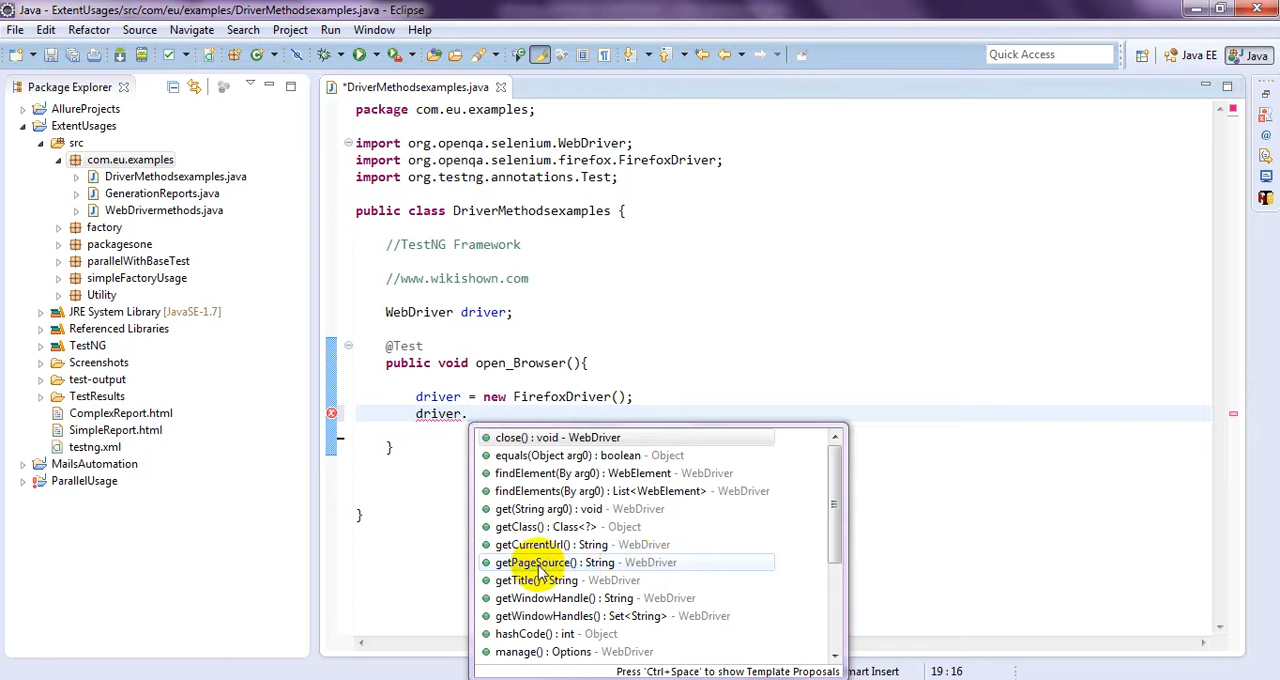 Java - ExtentUsages/src/com/eu/examples/DriverMethodsexamples.java - Eclipse
File Edit Refactor Source Navigate Search Project Run Window Help
Quick Access
Java EE
Java
Package Explorer
*DriverMethodsexamples.java
AllureProjects
ExtentUsages
src
com.eu.examples
DriverMethodsexamples.java
GenerationReports.java
WebDrivermethods.java
factory
packagesone
parallelWithBaseTest
simpleFactoryUsage
Utility
JRE System Library [JavaSE-1.7]
Referenced Libraries
TestNG
Screenshots
test-output
TestResults
ComplexReport.html
SimpleReport.html
testng.xml
MailsAutomation
ParallelUsage
package com.eu.examples;
import org.openqa.selenium.WebDriver;
import org.openqa.selenium.firefox.FirefoxDriver;
import org.testng.annotations.Test;
public class DriverMethodsexamples {
//TestNG Framework
//www.wikishown.com
WebDriver driver;
@Test
public void open_Browser(){
driver = new FirefoxDriver();
driver.
}
}
close() : void - WebDriver
equals(Object arg0) : boolean - Object
findElement(By arg0) : WebElement - WebDriver
findElements(By arg0) : List<WebElement> - WebDriver
get(String arg0) : void - WebDriver
getClass() : Class<?> - Object
getCurrentUrl() : String - WebDriver
getPageSource() : String - WebDriver
getTitle() : String - WebDriver
getWindowHandle() : String - WebDriver
getWindowHandles() : Set<String> - WebDriver
hashCode() : int - Object
manage() : Options - WebDriver
Press 'Ctrl+Space' to show Template Proposals
Insert
19 : 16